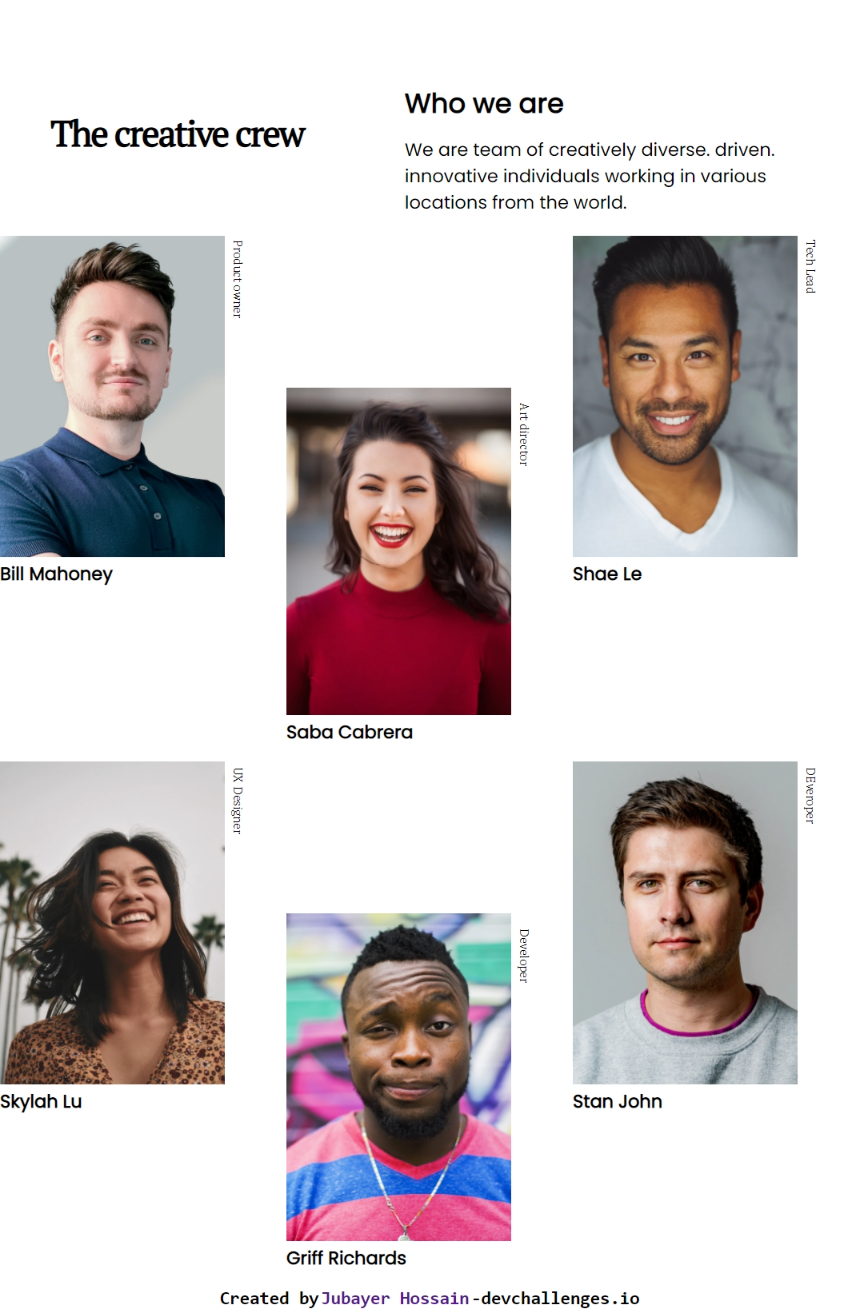 The creative crew
Who we are
We are team of creatively diverse. driven.
innovative individuals working in various
locations from the world.
Product owner
Bill Mahoney
Art director
Saba Cabrera
Tech Lead
Shae Le
UX Designer
Skylah Lu
Developer
Griff Richards
DEveroper
Stan John
Created by Jubayer Hossain -devchallenges.io